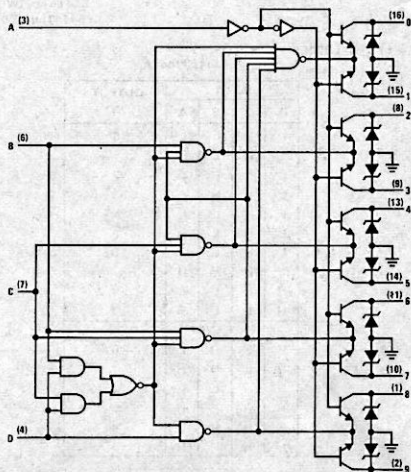 A (3)
(16) 0
(15) 1
(8) 2
B (6)
(9) 3
(13) 4
(14) 5
C (7)
(11) 6
(10) 7
D (4)
(1) 8
(2) 9